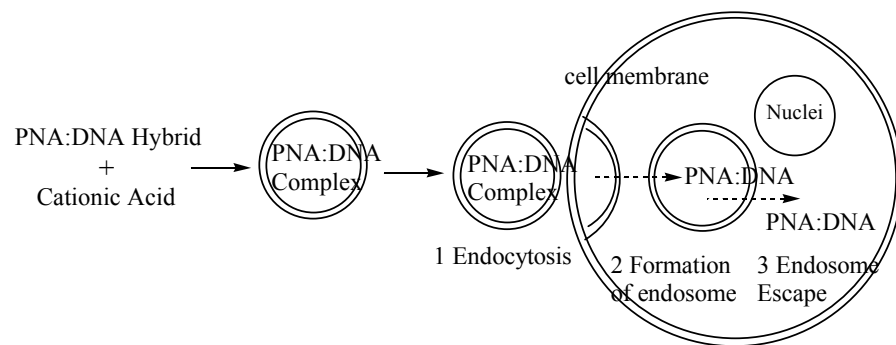 PNA:DNA Hybrid
+
Cationic Acid
PNA:DNA
Complex
PNA:DNA
Complex
1 Endocytosis
cell membrane
Nuclei
PNA:DNA
PNA:DNA
2 Formation
of endosome
3 Endosome
Escape